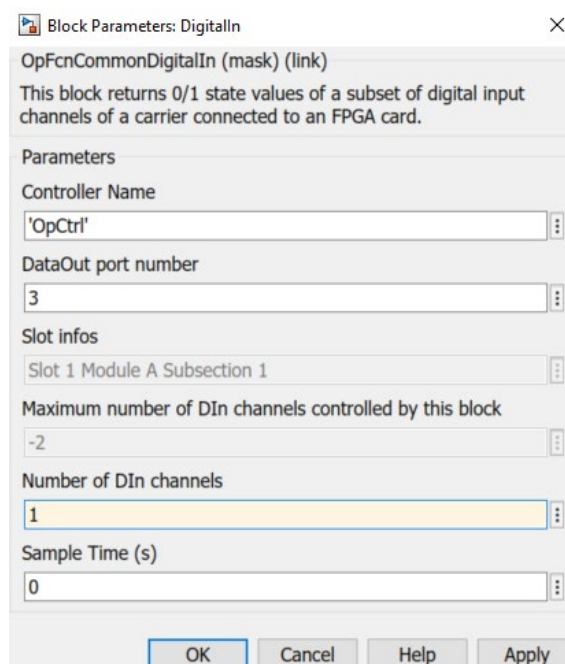 Block Parameters: DigitalIn
OpFcnCommonDigitalIn (mask) (link)
This block returns 0/1 state values of a subset of digital input
channels of a carrier connected to an FPGA card.
Parameters
Controller Name
'OpCtrl'
DataOut port number
3
Slot infos
Slot 1 Module A Subsection 1
Maximum number of DIn channels controlled by this block
-2
Number of DIn channels
1
Sample Time (s)
0
OK Cancel Help Apply